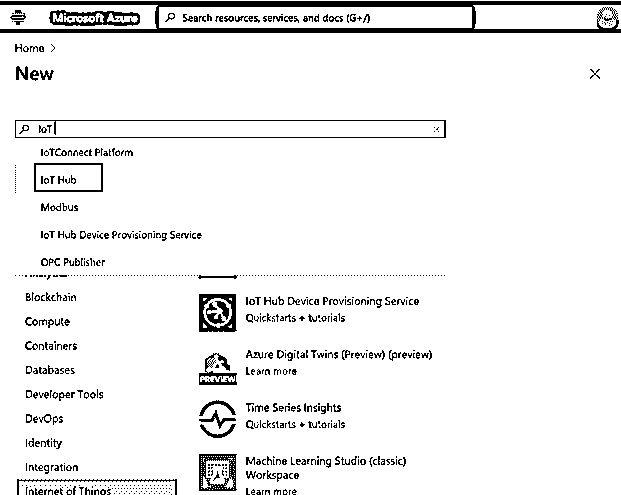 Microsoft Azure
Search resources, services, and docs (G+/)
Home >
New
IoT
IoTConnect Platform
IoT Hub
Modbus
IoT Hub Device Provisioning Service
OPC Publisher
Blockchain
Compute
Containers
Databases
Developer Tools
DevOps
Identity
Integration
Internet of Things
IoT Hub Device Provisioning Service
Quickstarts + tutorials
Azure Digital Twins (Preview) (preview)
Learn more
PREVIEW
Time Series Insights
Quickstarts + tutorials
Machine Learning Studio (classic)
Workspace
Learn more